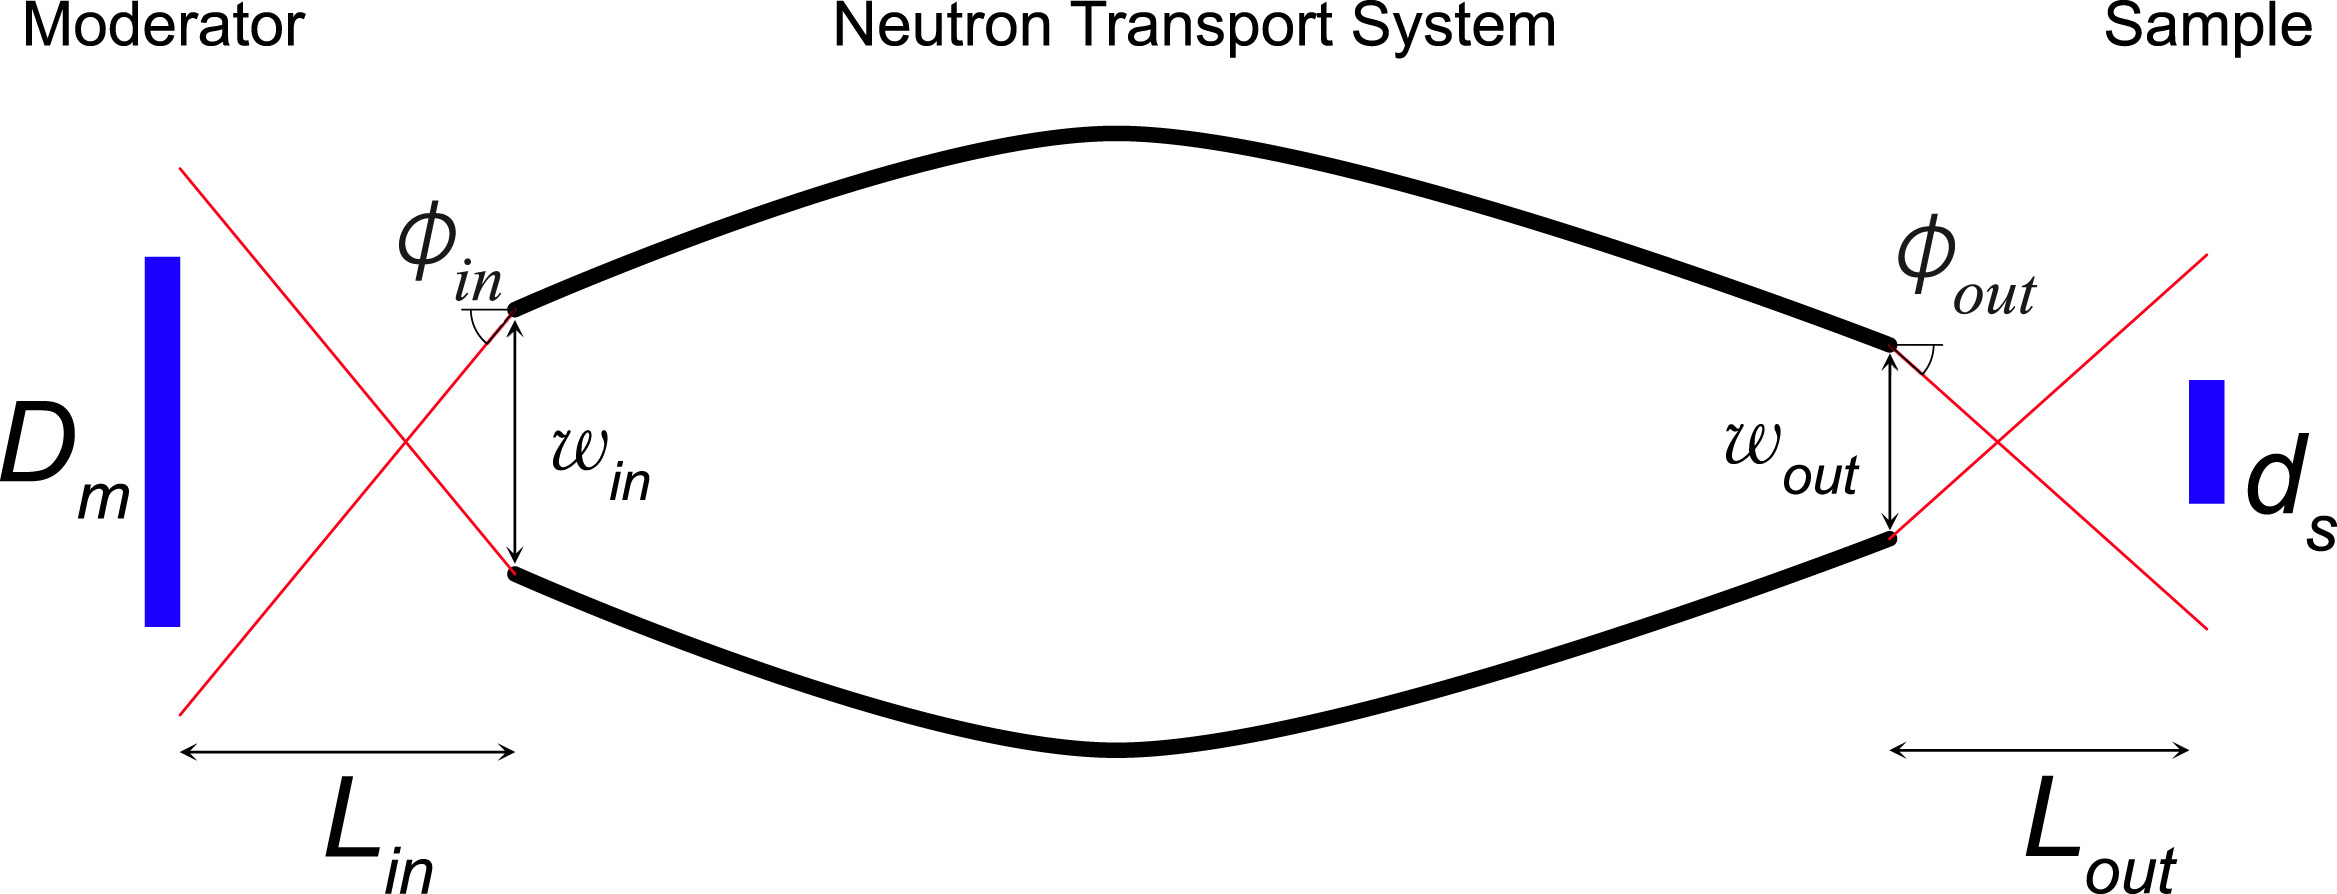 Moderator
Neutron Transport System
Sample
ϕin
ϕout
Dm
win
wout
ds
Lin
Lout